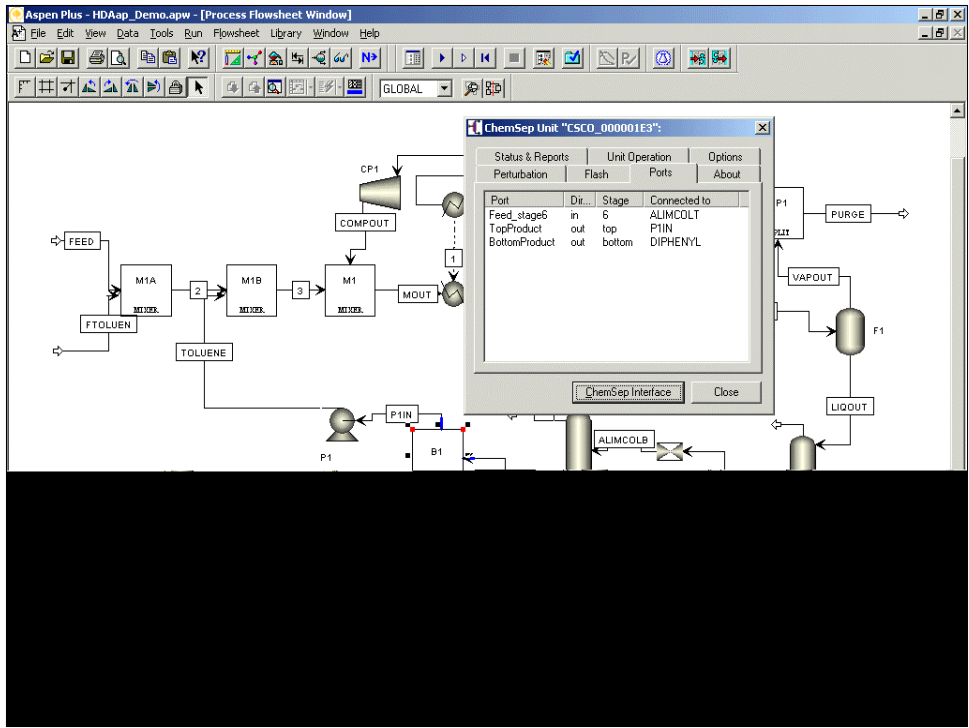 Aspen Plus - HDAap_Demo.apw - [Process Flowsheet Window]
File Edit View Data Tools Run Flowsheet Library Window Help
N>
GLOBAL
ChemSep Unit "CSCO_000001E3":
Status & Reports Unit Operation Options
Perturbation Flash Ports About
Port Dir... Stage Connected to
Feed_stage6 in 6 ALIMCOLT
TopProduct out top P1IN
BottomProduct out bottom DIPHENYL
ChemSep Interface Close
CP1
COMPOUT
FEED
M1A
MIXER
2
M1B
MIXER
3
M1
MIXER
MOUT
1
FTOLUEN
TOLUENE
P1IN
P1
B1
ALIMCOLB
P1
PURGE
VAPOUT
F1
LIQOUT